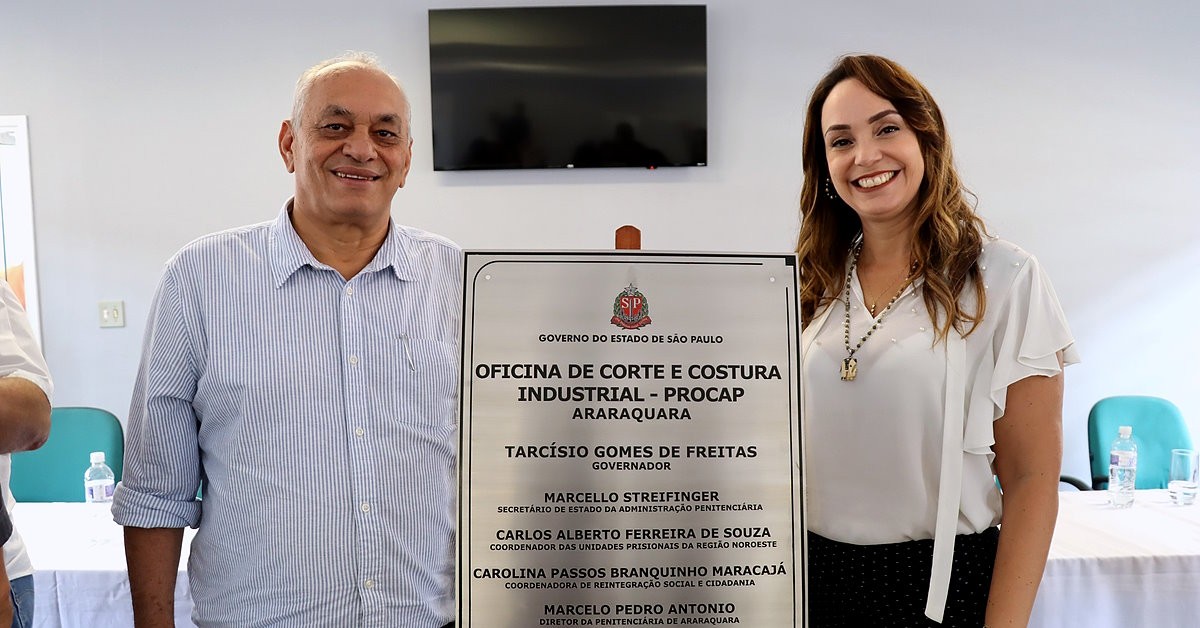 SP
GOVERNO DO ESTADO DE SÃO PAULO
OFICINA DE CORTE E COSTURA
INDUSTRIAL - PROCAP
ARARAQUARA
TARCÍSIO GOMES DE FREITAS
GOVERNADOR
MARCELLO STREIFINGER
SECRETÁRIO DE ESTADO DA ADMINISTRAÇÃO PENITENCIÁRIA
CARLOS ALBERTO FERREIRA DE SOUZA
COORDENADOR DAS UNIDADES PRISIONAIS DA REGIÃO NOROESTE
CAROLINA PASSOS BRANQUINHO MARACAJÁ
COORDENADORA DE REINTEGRAÇÃO SOCIAL E CIDADANIA
MARCELO PEDRO ANTONIO
DIRETOR DA PENITENCIÁRIA DE ARARAQUARA